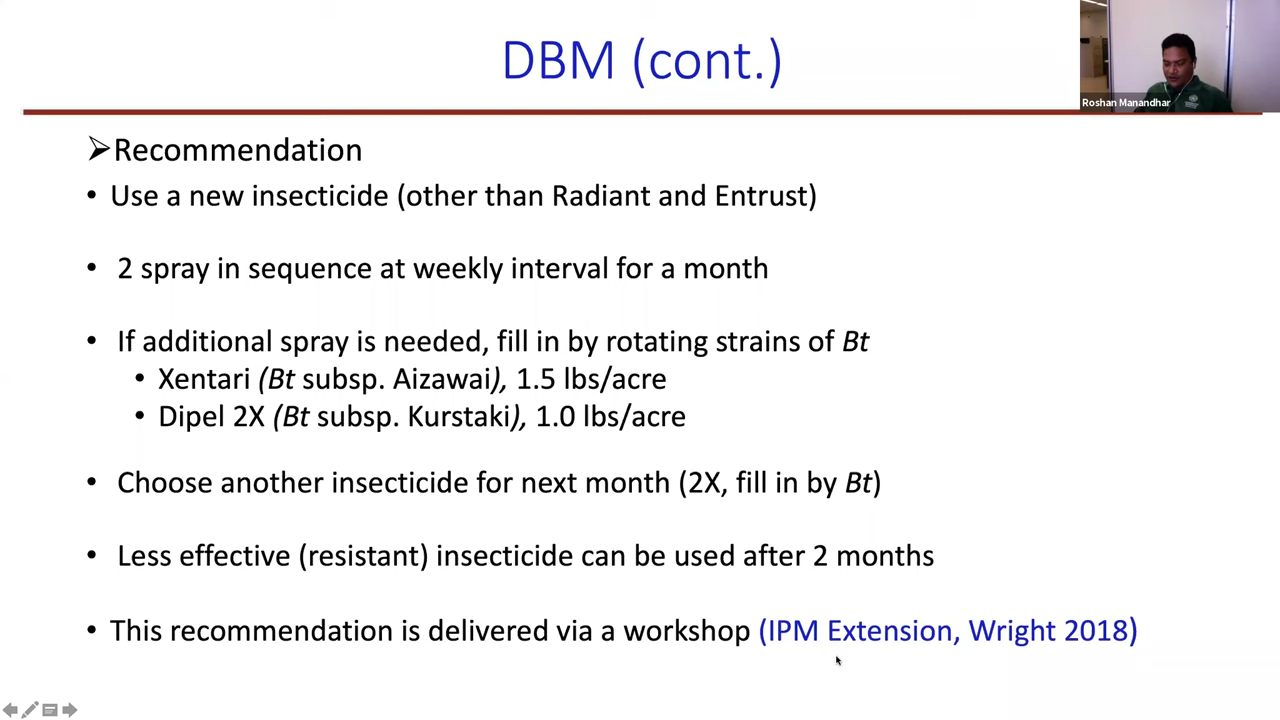 DBM (cont.)
Roshan Manandhar
➢Recommendation
• Use a new insecticide (other than Radiant and Entrust)
• 2 spray in sequence at weekly interval for a month
• If additional spray is needed, fill in by rotating strains of Bt
• Xentari (Bt subsp. Aizawai), 1.5 lbs/acre
• Dipel 2X (Bt subsp. Kurstaki), 1.0 lbs/acre
• Choose another insecticide for next month (2X, fill in by Bt)
• Less effective (resistant) insecticide can be used after 2 months
• This recommendation is delivered via a workshop (IPM Extension, Wright 2018)